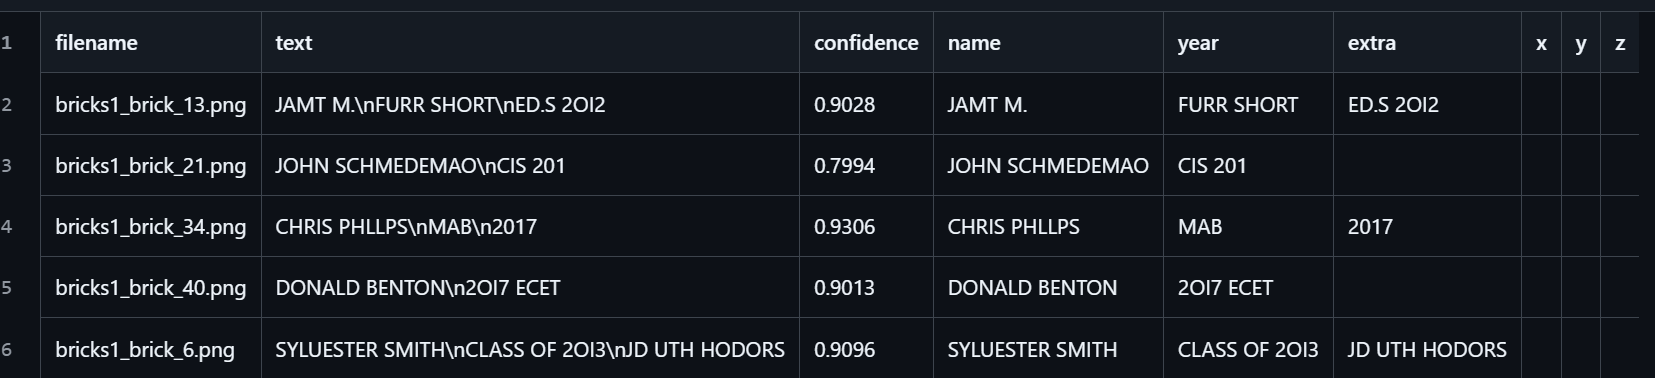 1 filename text confidence name year extra x y z
2 bricks1_brick_13.png JAMT M.\nFURR SHORT\nED.S 2OI2 0.9028 JAMT M. FURR SHORT ED.S 2OI2
3 bricks1_brick_21.png JOHN SCHMEDEMAO\nCIS 201 0.7994 JOHN SCHMEDEMAO CIS 201
4 bricks1_brick_34.png CHRIS PHLLPS\nMAB\n2017 0.9306 CHRIS PHLLPS MAB 2017
5 bricks1_brick_40.png DONALD BENTON\n2OI7 ECET 0.9013 DONALD BENTON 2OI7 ECET
6 bricks1_brick_6.png SYLUESTER SMITH\nCLASS OF 2OI3\nJD UTH HODORS 0.9096 SYLUESTER SMITH CLASS OF 2OI3 JD UTH HODORS